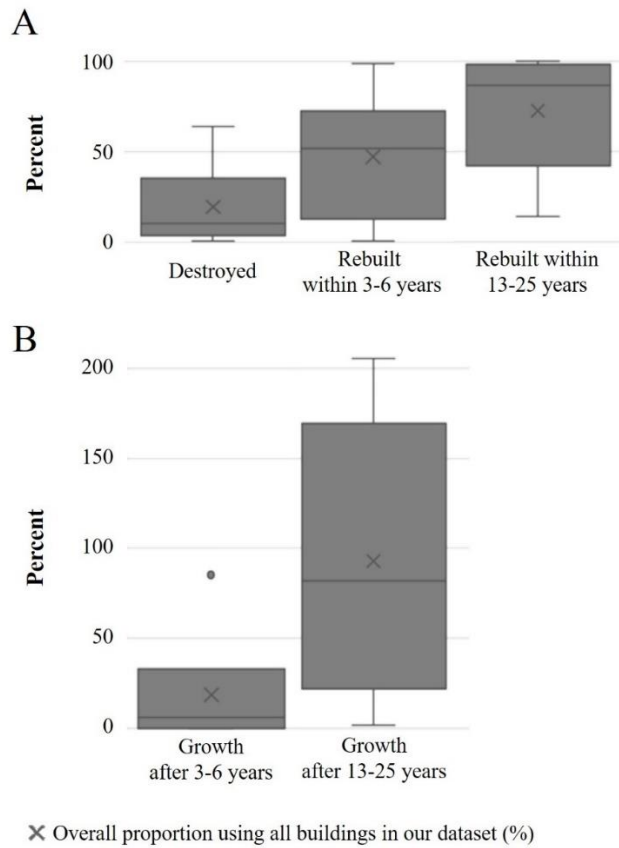 A
Percent
100
50
0
Destroyed
Rebuilt
within 3-6 years
Rebuilt within
13-25 years
B
Percent
200
150
100
50
0
Growth
after 3-6 years
Growth
after 13-25 years
× Overall proportion using all buildings in our dataset (%)